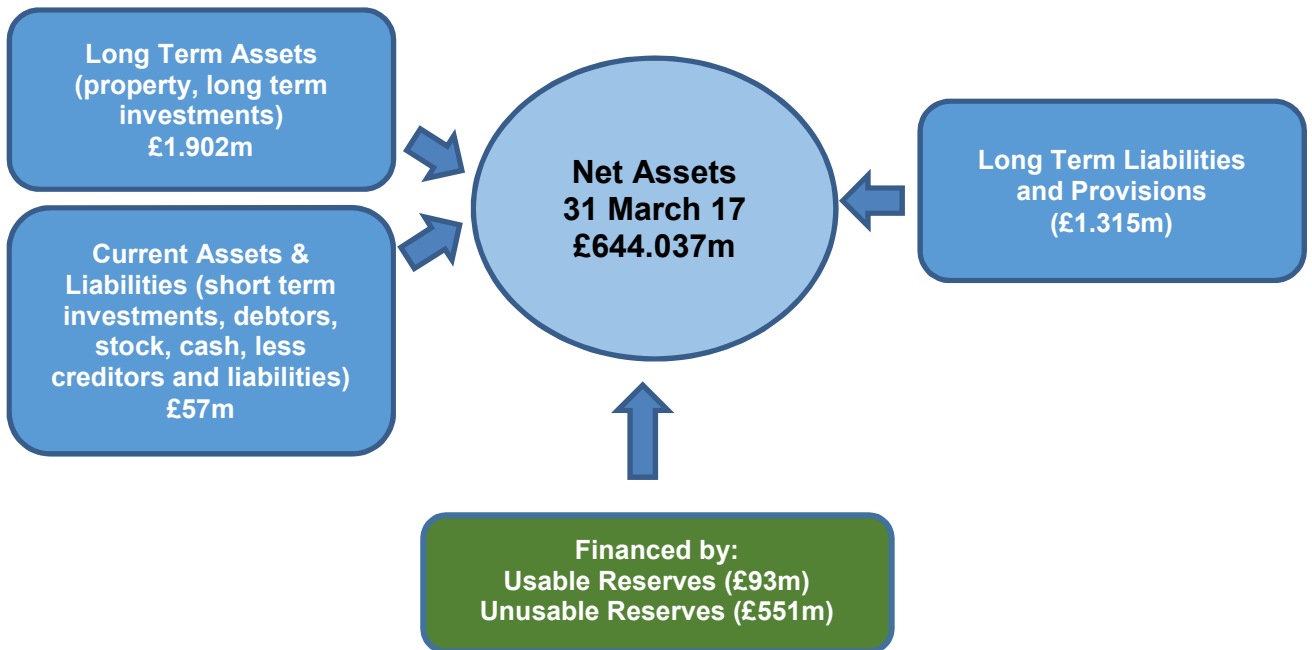 Long Term Assets
(property, long term
investments)
£1.902m
Current Assets &
Liabilities (short term
investments, debtors,
stock, cash, less
creditors and liabilities)
£57m
Net Assets
31 March 17
£644.037m
Long Term Liabilities
and Provisions
(£1.315m)
Financed by:
Usable Reserves (£93m)
Unusable Reserves (£551m)